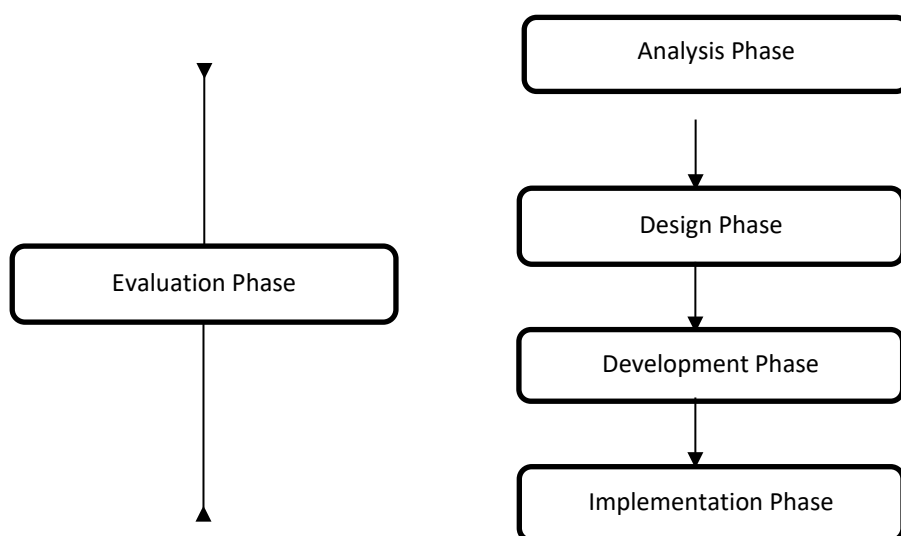 Analysis Phase
Design Phase
Evaluation Phase
Development Phase
Implementation Phase